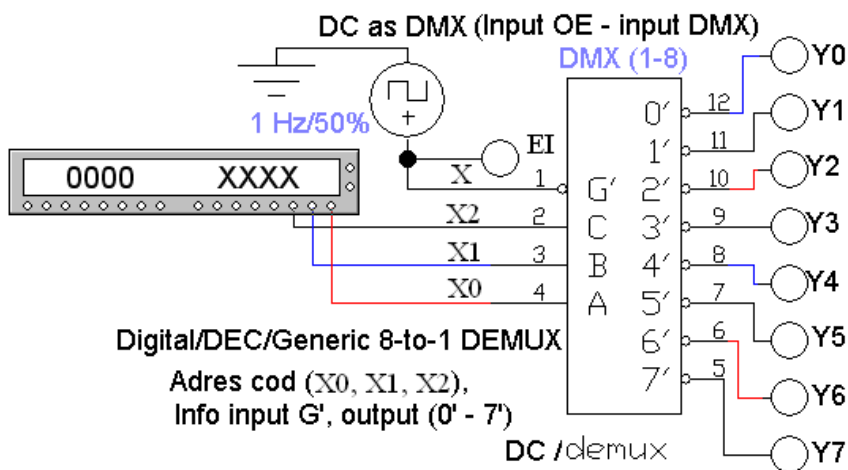 DC as DMX (Input OE - input DMX)
DMX (1-8)
1 Hz/50%
0000 XXXX
EI
X 1 G′
X2 2 C
X1 3 B
X0 4 A
0′ 12 Y0
1′ 11 Y1
2′ 10 Y2
3′ 9 Y3
4′ 8 Y4
5′ 7 Y5
6′ 6 Y6
7′ 5 Y7
Digital/DEC/Generic 8-to-1 DEMUX
Adres cod (X0, X1, X2),
Info input G', output (0' - 7')
DC /demux